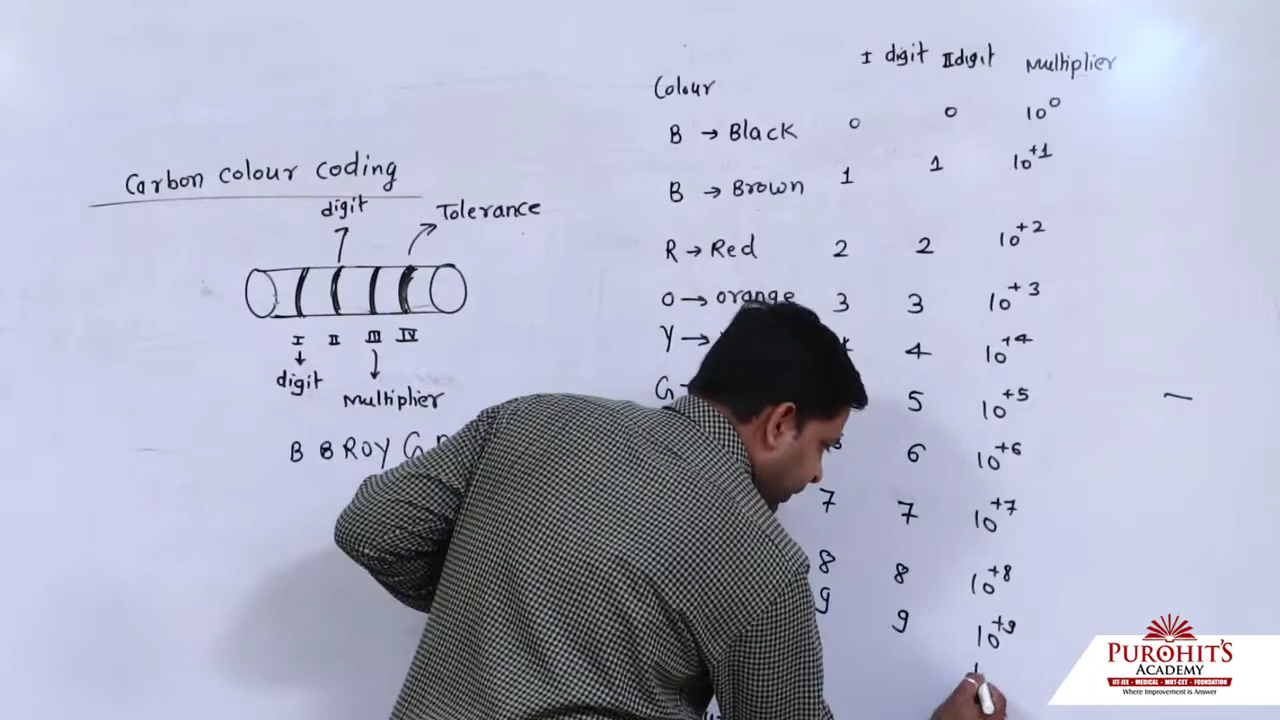 Carbon colour coding
digit
Tolerance
I II III IV
digit
Multiplier
B B R O Y G
I digit II digit Multiplier
Colour
B → Black 0 0 10^0
B → Brown 1 1 10^+1
R → Red 2 2 10^+2
O → orange 3 3 10^+3
Y → 4 10^+4
G 5 10^+5
6 10^+6
7 7 10^+7
8 8 10^+8
9 9 10^+9
PUROHIT'S
ACADEMY
IIT-JEE - MEDICAL - MHT-CET - FOUNDATION
Where Improvement is Answer